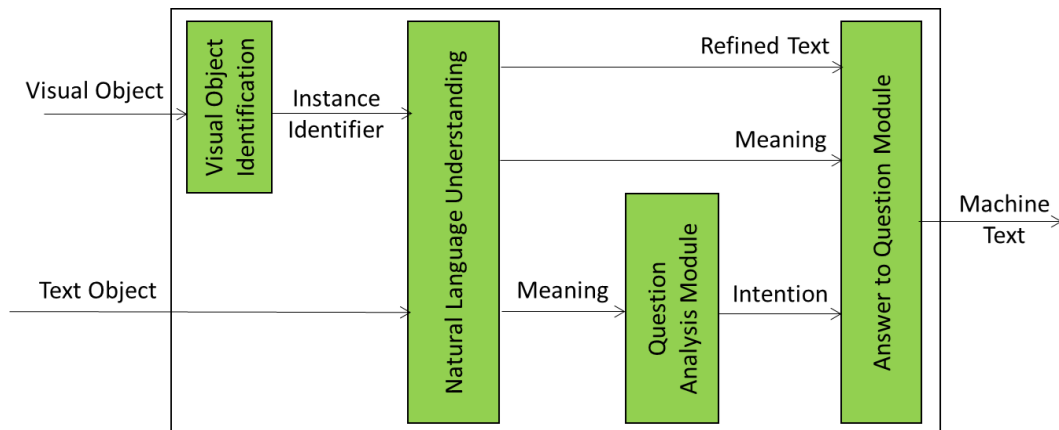 Visual Object
Visual Object
Identification
Instance
Identifier
Natural Language Understanding
Refined Text
Meaning
Answer to Question Module
Machine
Text
Text Object
Meaning
Question
Analysis Module
Intention